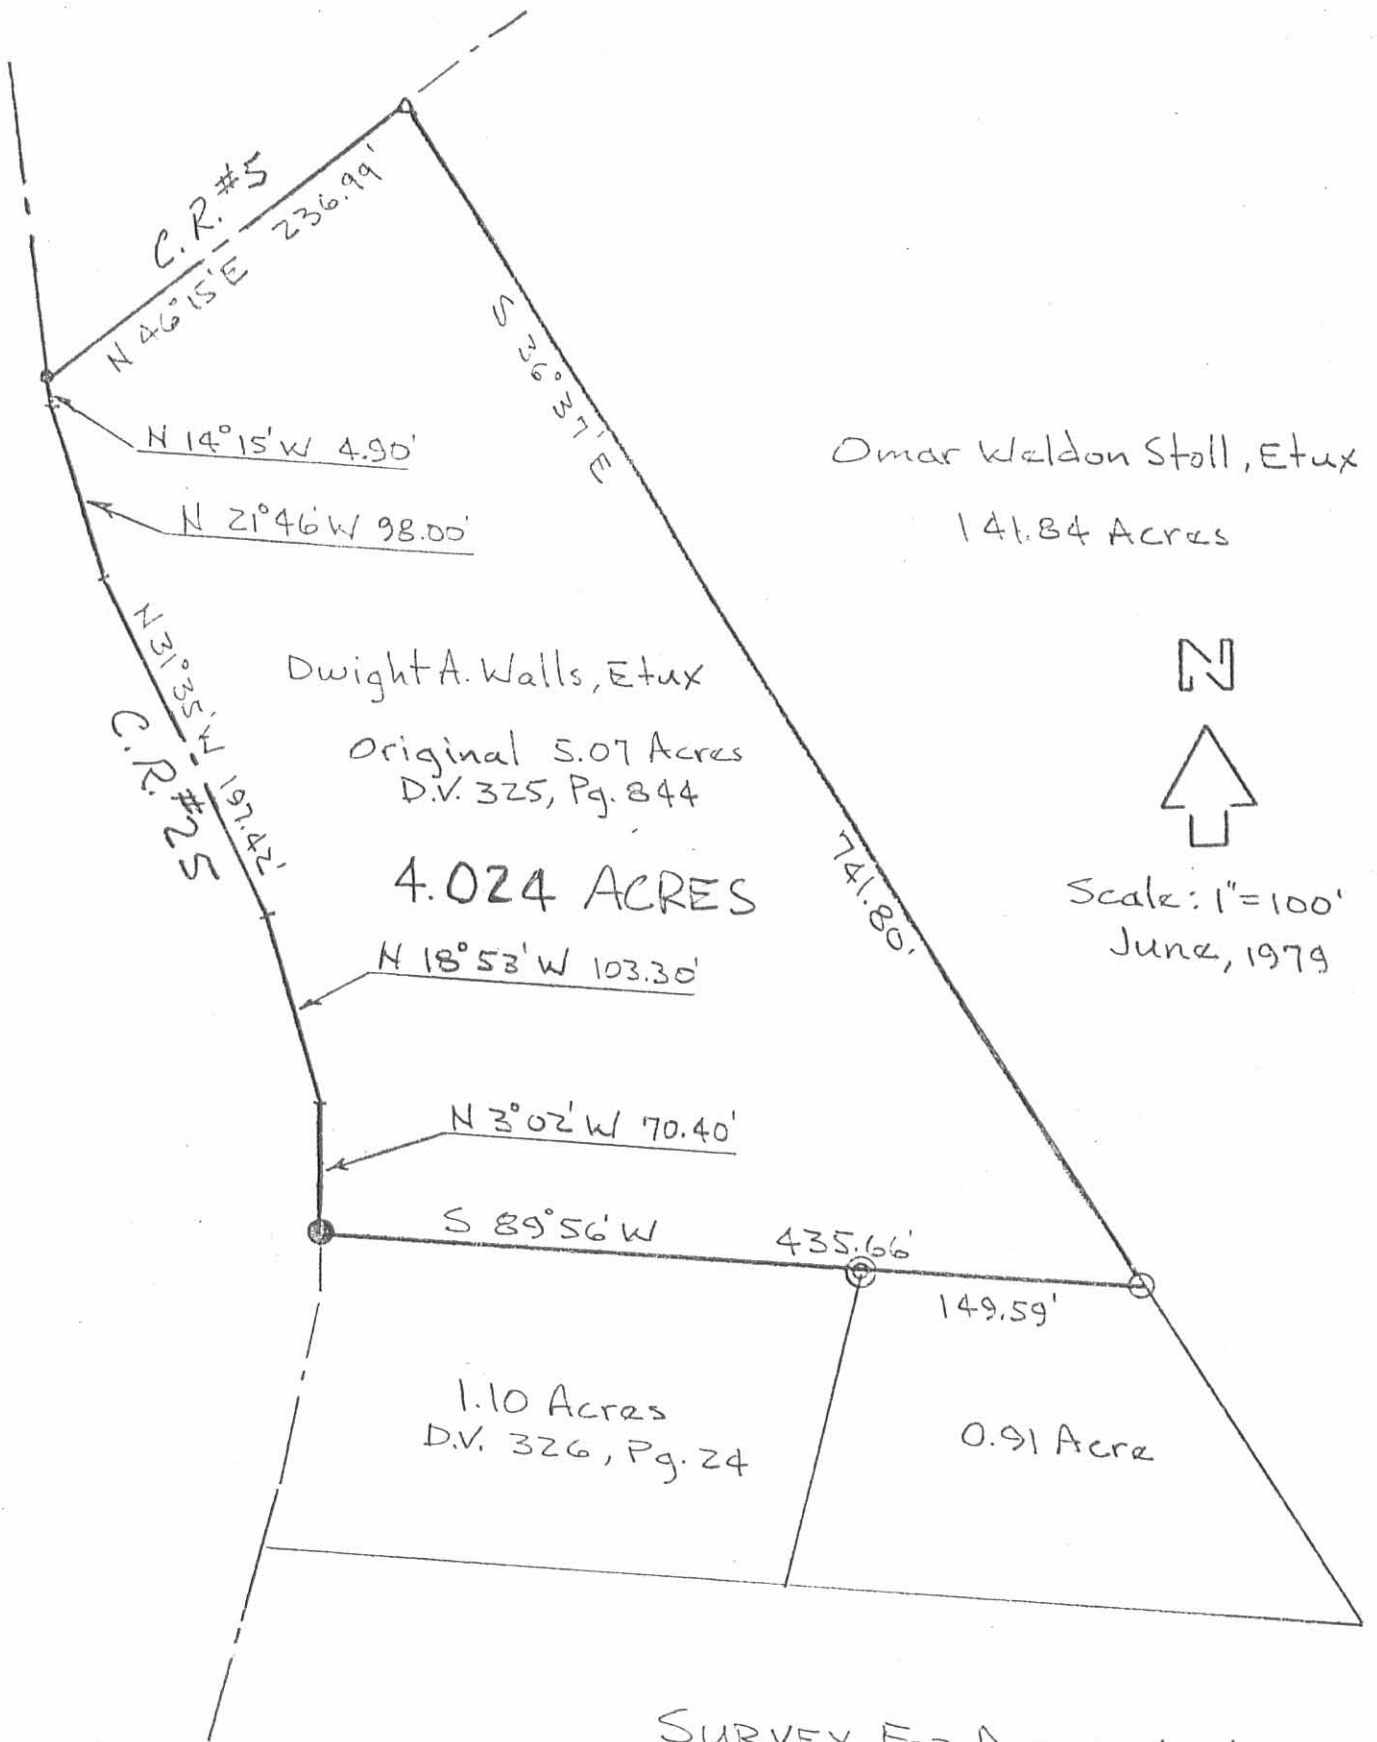 C.R. #5
N 46°15'E 236.99'
S 36°37'E
741.80'
N 14°15'W 4.90'
N 21°46'W 98.00'
Omar Weldon Stoll, Etux
141.84 Acres
N
Scale: 1"=100'
June, 1979
N 31°35'W 197.42'
C.R. #25
Dwight A. Walls, Etux
Original 5.07 Acres
D.V. 325, Pg. 844
4.024 ACRES
N 18°53'W 103.30'
N 3°02'W 70.40'
S 89°56'W 435.66'
149.59'
1.10 Acres
D.V. 326, Pg. 24
0.91 Acre
SURVEY